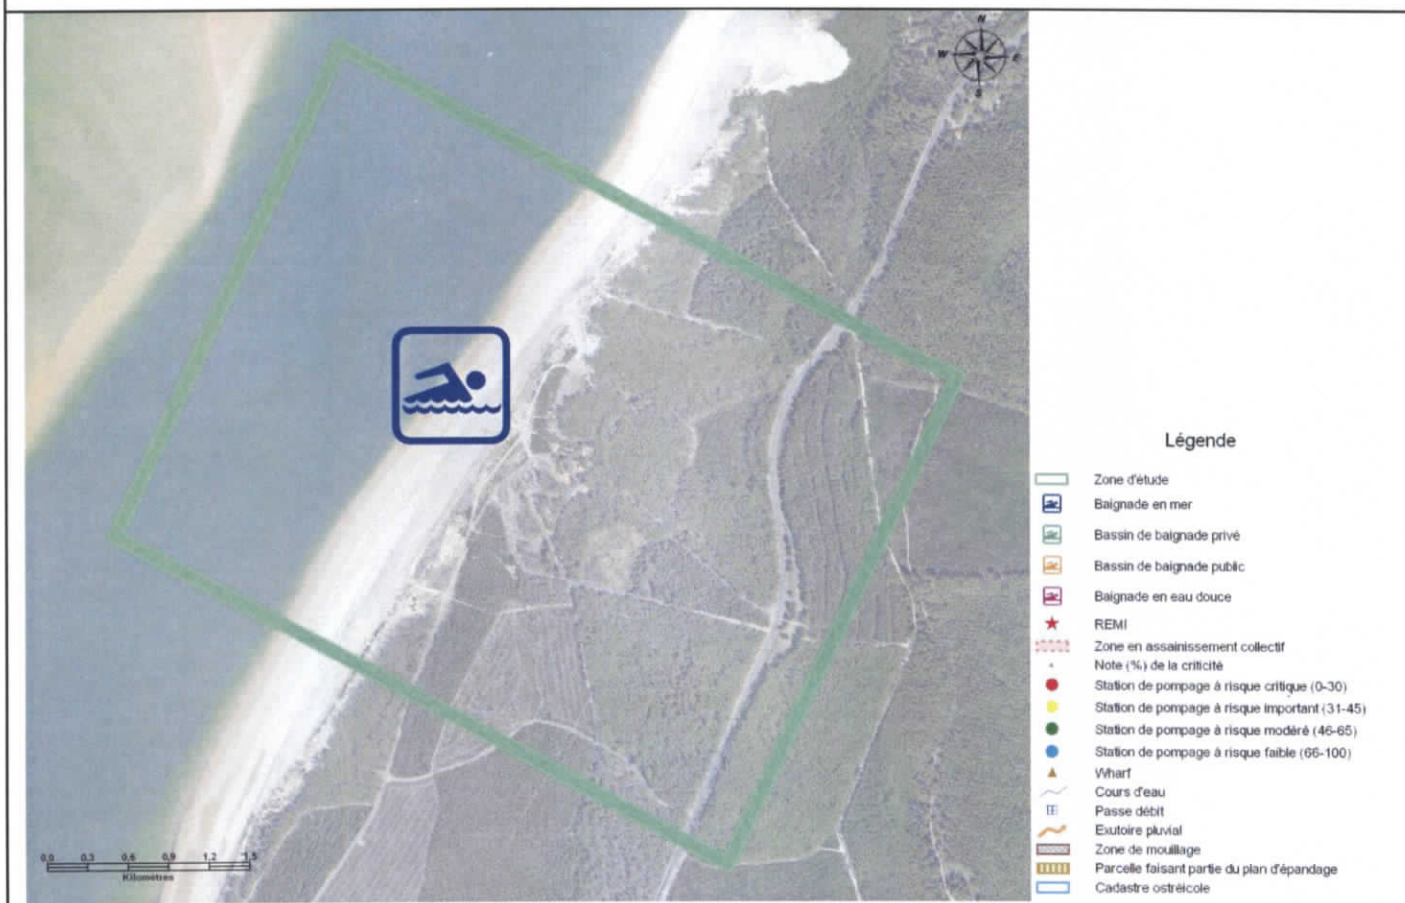 N
W E
S
Légende
Zone d'étude
Baignade en mer
Bassin de baignade privé
Bassin de baignade public
Baignade en eau douce
REMI
Zone en assainissement collectif
Note (%) de la criticité
Station de pompage à risque critique (0-30)
Station de pompage à risque important (31-45)
Station de pompage à risque modéré (46-65)
Station de pompage à risque faible (66-100)
Wharf
Cours d'eau
Passe débit
Exutoire pluvial
Zone de mouillage
Parcelle faisant partie du plan d'épandage
Cadastre ostréicole
0,0 0,3 0,6 0,9 1,2 1,5
Kilomètres